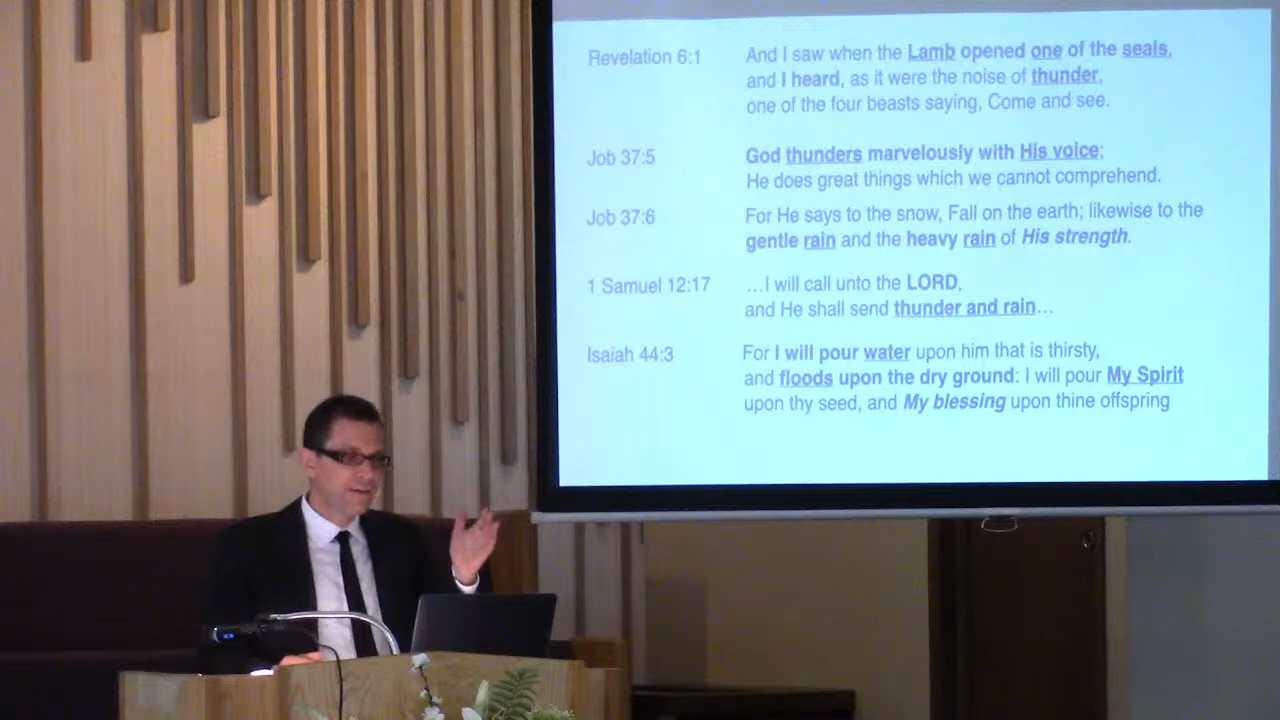 Revelation 6:1 And I saw when the Lamb opened one of the seals,
and I heard, as it were the noise of thunder,
one of the four beasts saying, Come and see.
Job 37:5 God thunders marvelously with His voice;
He does great things which we cannot comprehend.
Job 37:6 For He says to the snow, Fall on the earth; likewise to the
gentle rain and the heavy rain of His strength.
1 Samuel 12:17 …I will call unto the LORD,
and He shall send thunder and rain…
Isaiah 44:3 For I will pour water upon him that is thirsty,
and floods upon the dry ground: I will pour My Spirit
upon thy seed, and My blessing upon thine offspring